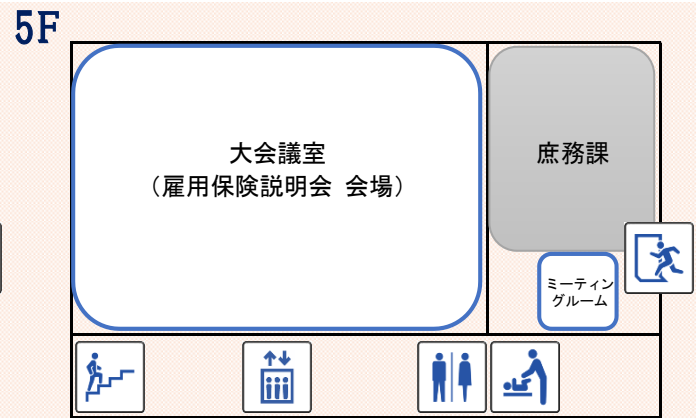 5F
大会議室
（雇用保険説明会 会場）
庶務課
ミーティン
グルーム